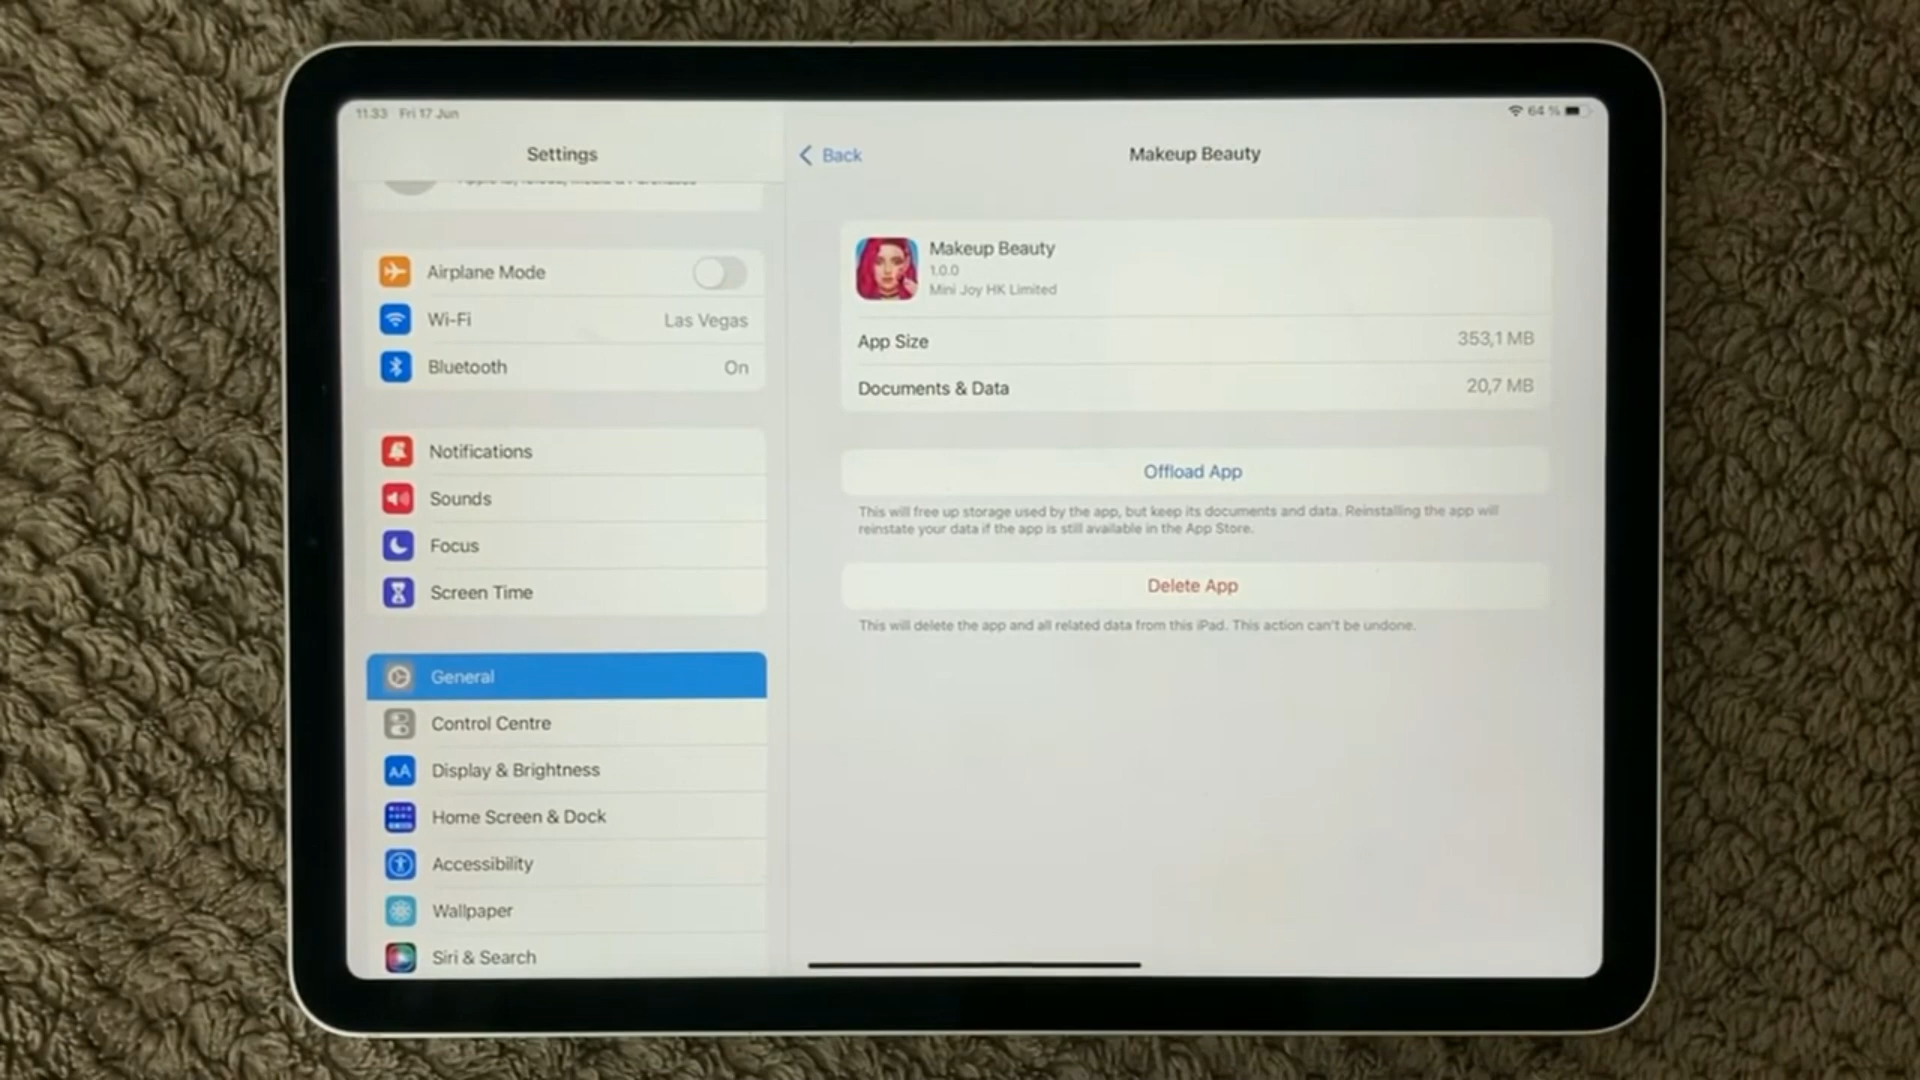 11.33 Fri 17 Jun
64 %
Settings
Airplane Mode
Wi-Fi
Las Vegas
Bluetooth
On
Notifications
Sounds
Focus
Screen Time
General
Control Centre
AA
Display & Brightness
Home Screen & Dock
Accessibility
Wallpaper
Siri & Search
Back
Makeup Beauty
Makeup Beauty
1.0.0
Mini Joy HK Limited
App Size
353,1 MB
Documents & Data
20,7 MB
Offload App
This will free up storage used by the app, but keep its documents and data. Reinstalling the app will
reinstate your data if the app is still available in the App Store.
Delete App
This will delete the app and all related data from this iPad. This action can't be undone.